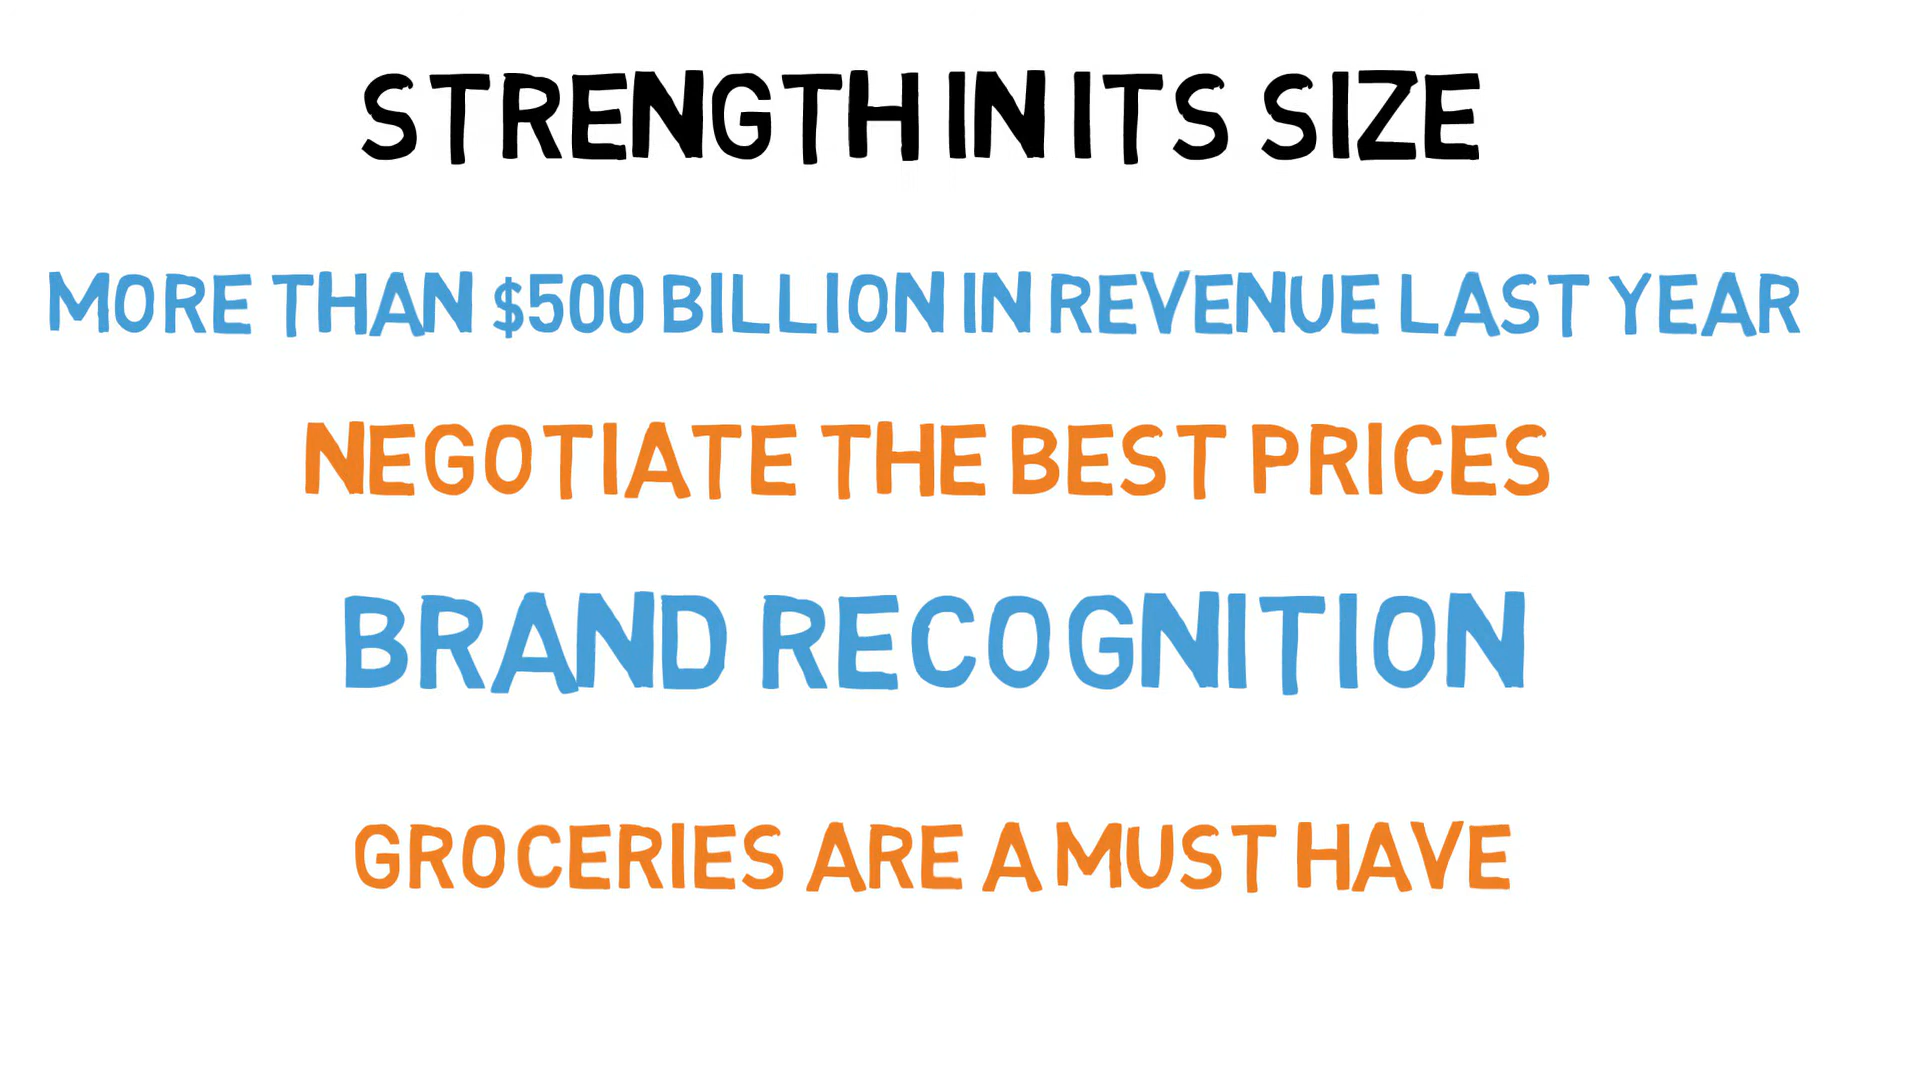 STRENGTH IN ITS SIZE
MORE THAN $500 BILLION IN REVENUE LAST YEAR
NEGOTIATE THE BEST PRICES
BRAND RECOGNITION
GROCERIES ARE A MUST HAVE